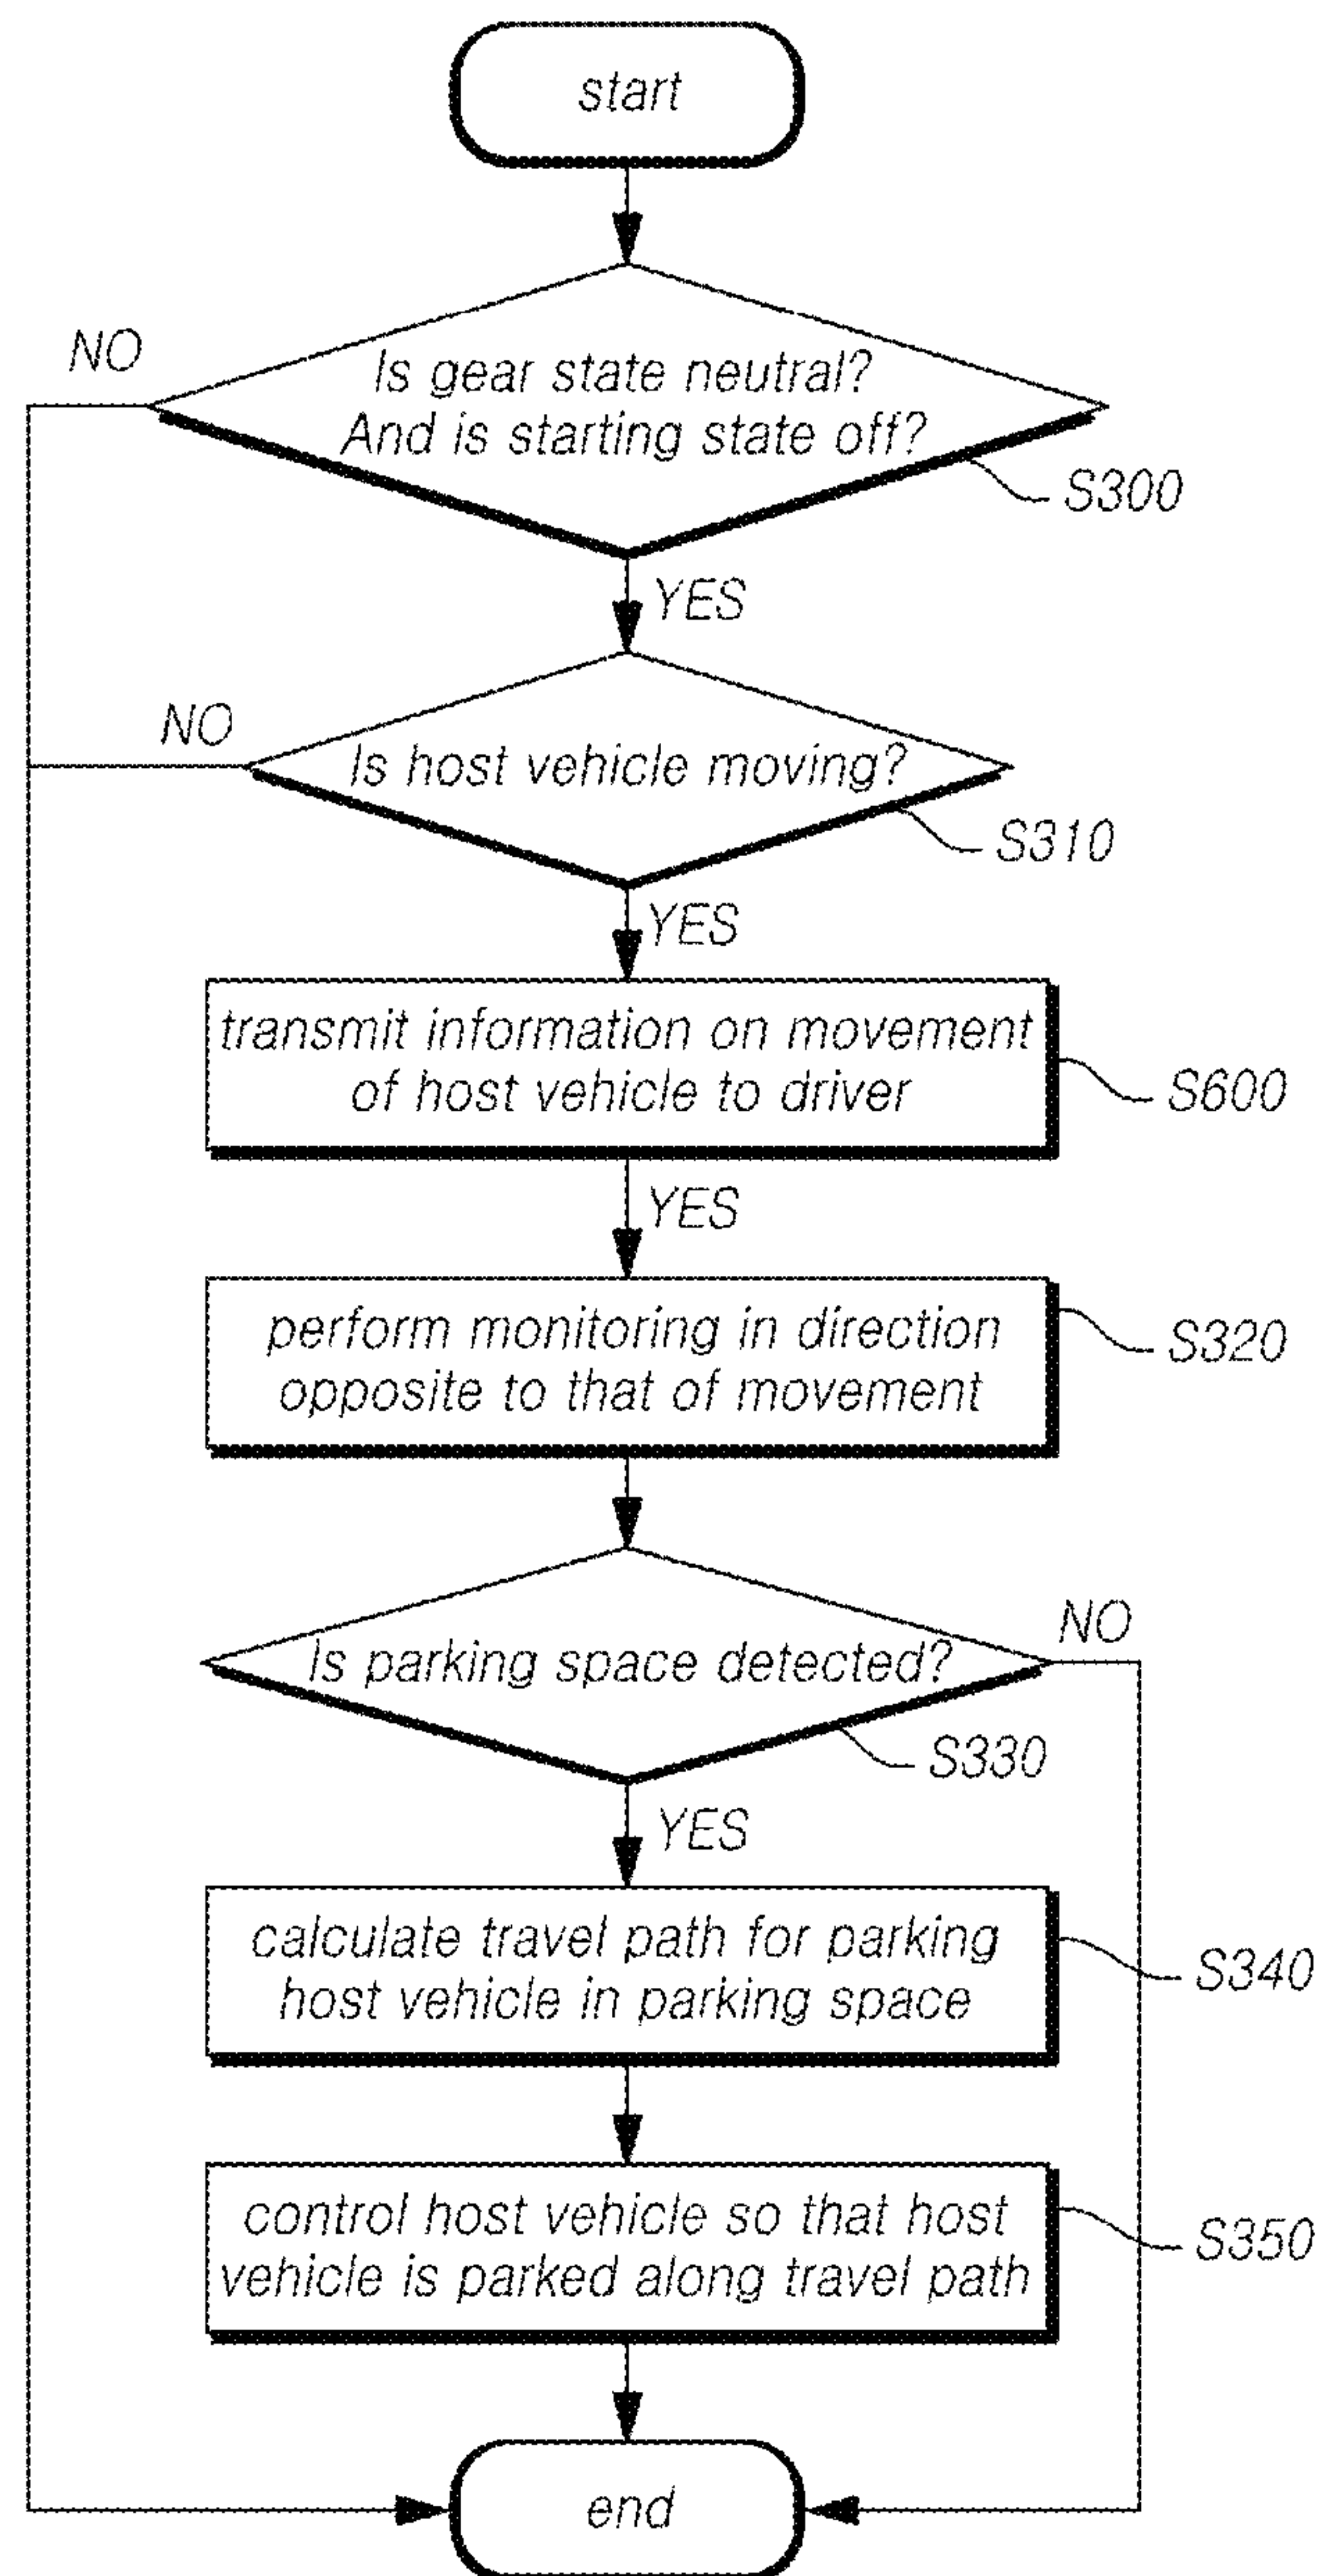 start
NO
Is gear state neutral?
And is starting state off?
S300
YES
NO
Is host vehicle moving?
S310
YES
transmit information on movement
of host vehicle to driver
S600
YES
perform monitoring in direction
opposite to that of movement
S320
NO
Is parking space detected?
S330
YES
calculate travel path for parking
host vehicle in parking space
S340
control host vehicle so that host
vehicle is parked along travel path
S350
end